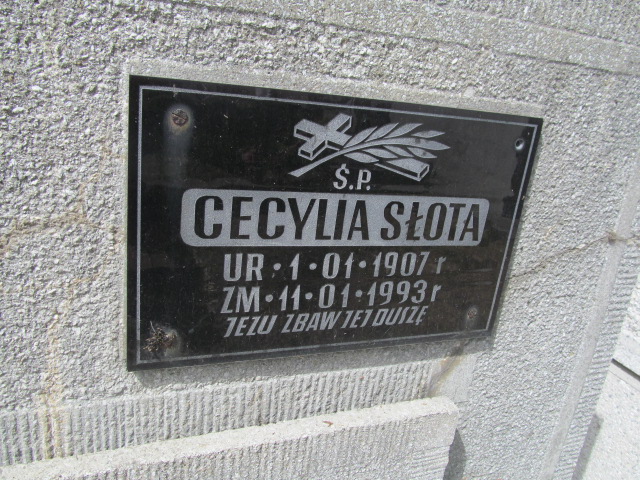 Ś.P.
CECYLIA SŁOTA
UR · 1 · 01 · 1907 r
ZM · 11 · 01 · 1993 r
JEZU ZBAW JEJ DUSZĘ